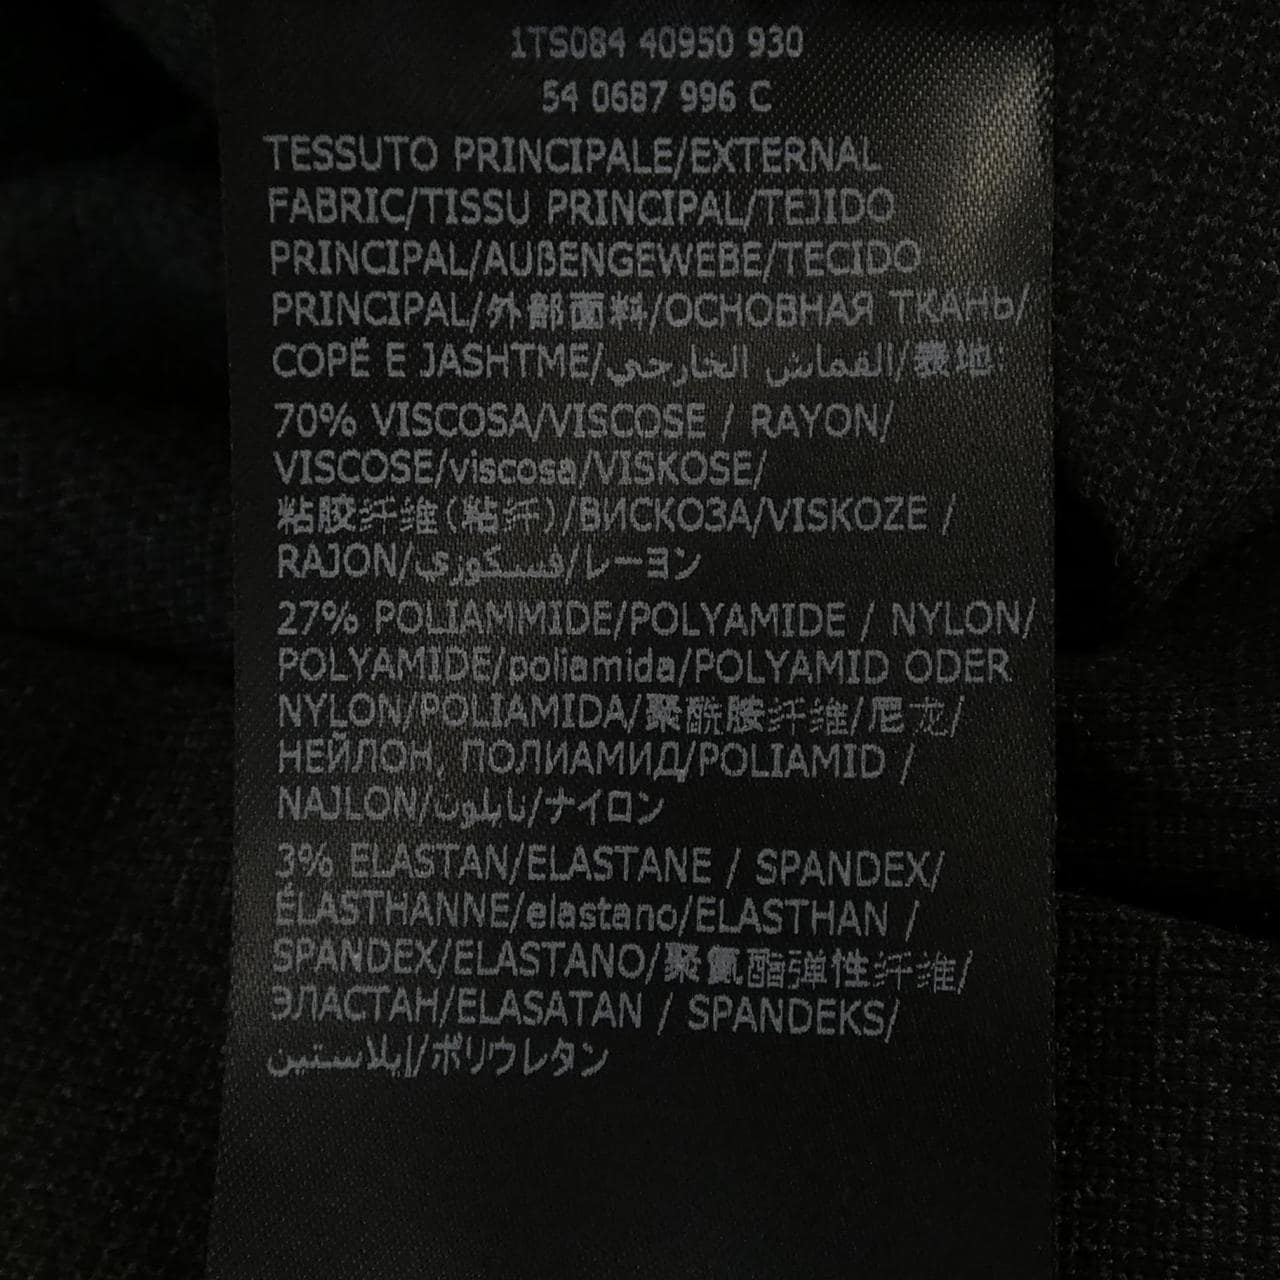 1TS084 40950 930
54 0687 996 C
TESSUTO PRINCIPALE/EXTERNAL
FABRIC/TISSU PRINCIPAL/TEJIDO
PRINCIPAL/AUßENGEWEBE/TECIDO
PRINCIPAL/外部面料/ОСНОВНАЯ ТКАНЬ/
COPË E JASHTME/القماش الخارجي/表地:
70% VISCOSA/VISCOSE / RAYON/
VISCOSE/viscosa/VISKOSE/
粘胶纤维(粘纤)/ВИСКОЗА/VISKOZE /
RAJON/فسكوزي/レーヨン
27% POLIAMMIDE/POLYAMIDE / NYLON/
POLYAMIDE/poliamida/POLYAMID ODER
NYLON/POLIAMIDA/聚酰胺纤维/尼龙/
НЕЙЛОН, ПОЛИАМИД/POLIAMID /
NAJLON/نايلون/ナイロン
3% ELASTAN/ELASTANE / SPANDEX/
ÉLASTHANNE/elastano/ELASTHAN /
SPANDEX/ELASTANO/聚氨酯弹性纤维/
ЭЛАСТАН/ELASATAN / SPANDEKS/
إيلاستين/ポリウレタン